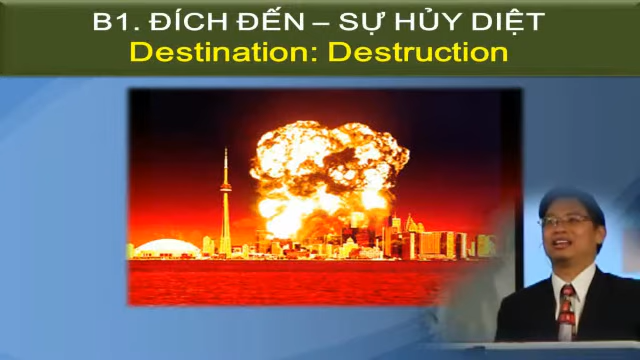 B1. ĐÍCH ĐẾN – SỰ HỦY DIỆT
Destination: Destruction